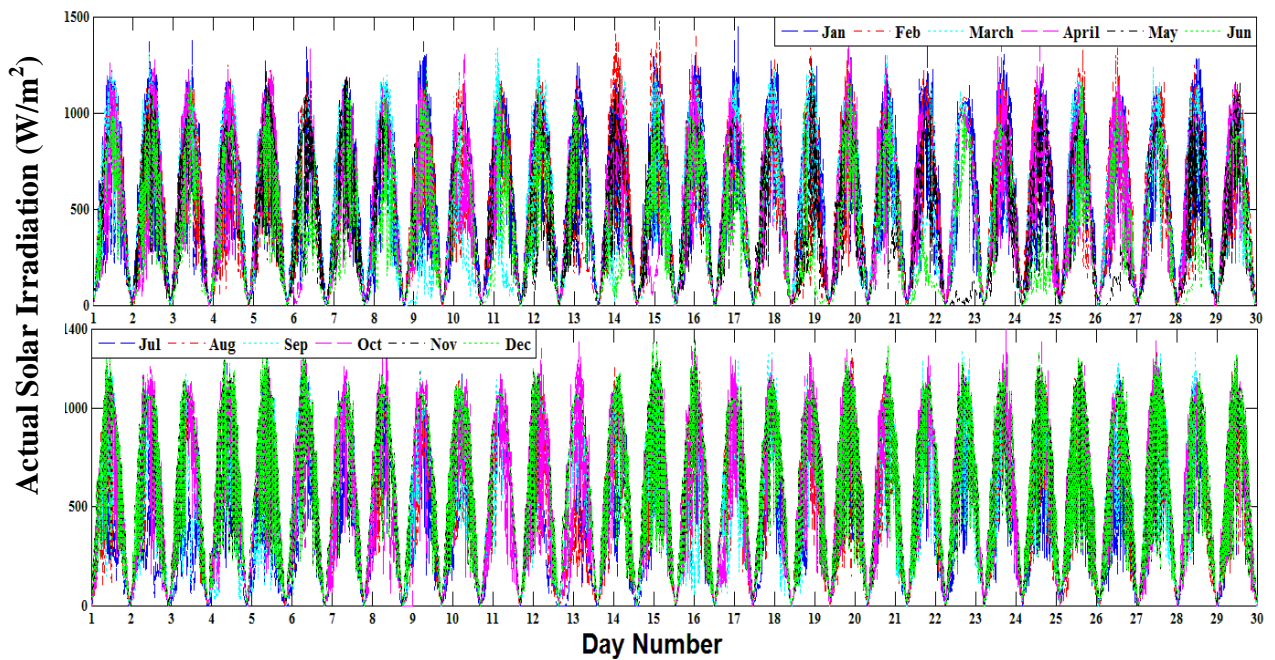 Actual Solar Irradiation (W/m²)
1500
1000
500
0
Jan Feb March April May Jun
1 2 3 4 5 6 7 8 9 10 11 12 13 14 15 16 17 18 19 20 21 22 23 24 25 26 27 28 29 30
1400
1000
500
0
Jul Aug Sep Oct Nov Dec
1 2 3 4 5 6 7 8 9 10 11 12 13 14 15 16 17 18 19 20 21 22 23 24 25 26 27 28 29 30
Day Number